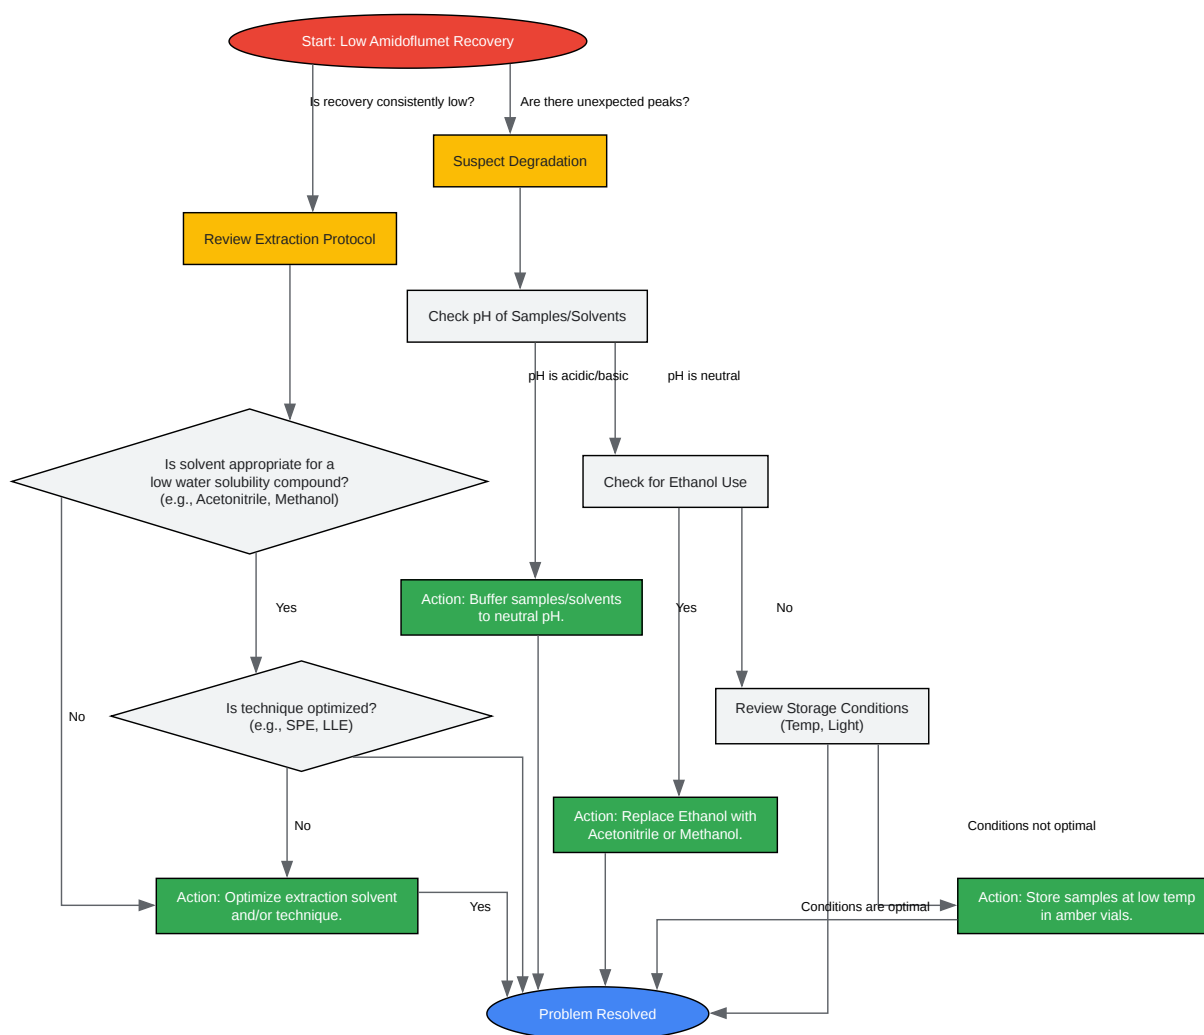 Start: Low Amidoflumet Recovery
Is recovery consistently low?
Are there unexpected peaks?
Suspect Degradation
Review Extraction Protocol
Check pH of Samples/Solvents
pH is acidic/basic
pH is neutral
Is solvent appropriate for a
low water solubility compound?
(e.g., Acetonitrile, Methanol)
Check for Ethanol Use
Action: Buffer samples/solvents
to neutral pH.
Yes
Yes
No
Is technique optimized?
(e.g., SPE, LLE)
No
Review Storage Conditions
(Temp, Light)
Action: Replace Ethanol with
Acetonitrile or Methanol.
No
Conditions not optimal
Action: Optimize extraction solvent
and/or technique.
Yes
Conditions are optimal
Action: Store samples at low temp
in amber vials.
Problem Resolved